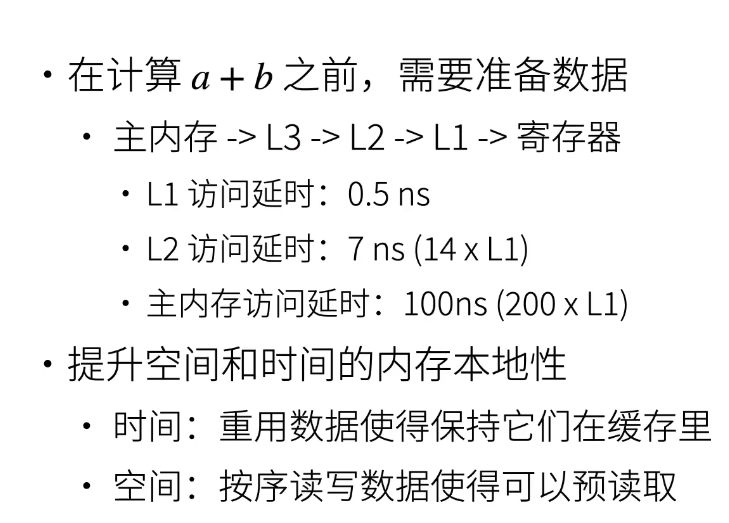 • 在计算 a + b 之前，需要准备数据
• 主内存 -> L3 -> L2 -> L1 -> 寄存器
• L1 访问延时：0.5 ns
• L2 访问延时：7 ns (14 x L1)
• 主内存访问延时：100ns (200 x L1)
• 提升空间和时间的内存本地性
• 时间：重用数据使得保持它们在缓存里
• 空间：按序读写数据使得可以预读取